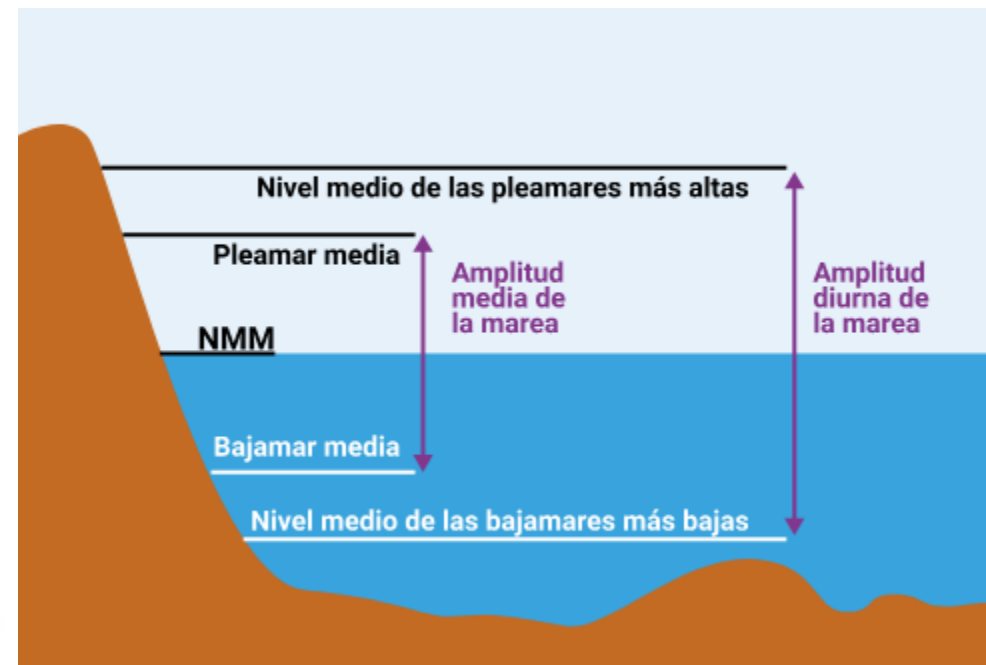 Nivel medio de las pleamares más altas
Pleamar media
Amplitud
media de
la marea
Amplitud
diurna de
la marea
NMM
Bajamar media
Nivel medio de las bajamares más bajas